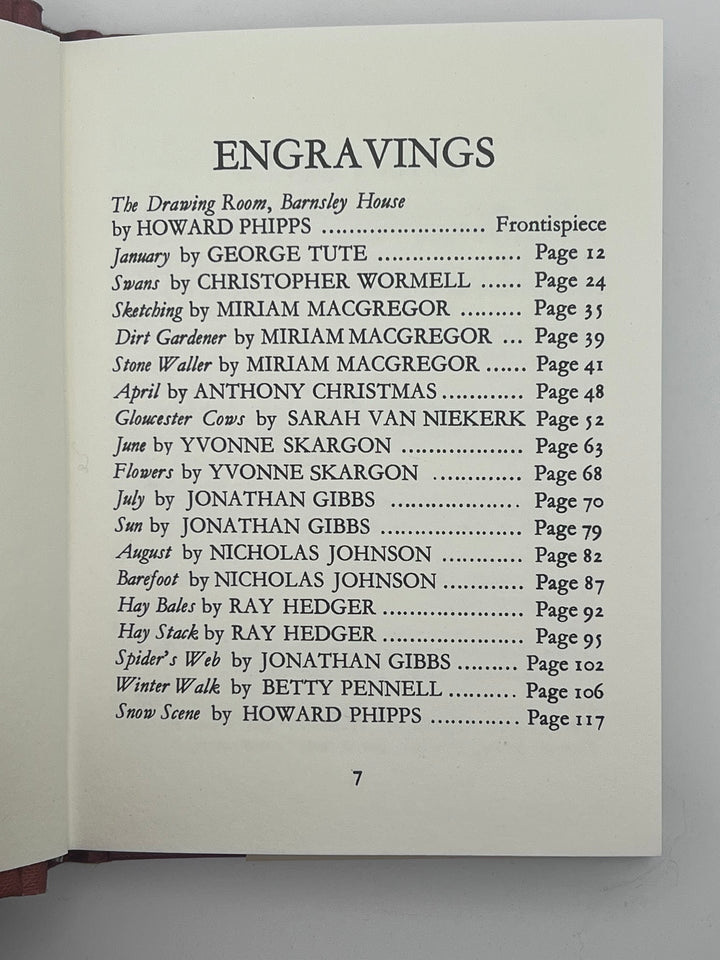 ENGRAVINGS
The Drawing Room, Barnsley House
by HOWARD PHIPPS ........................ Frontispiece
January by GEORGE TUTE ..................... Page 12
Swans by CHRISTOPHER WORMELL ...... Page 24
Sketching by MIRIAM MACGREGOR ......... Page 35
Dirt Gardener by MIRIAM MACGREGOR ... Page 39
Stone Waller by MIRIAM MACGREGOR ...... Page 41
April by ANTHONY CHRISTMAS ............ Page 48
Gloucester Cows by SARAH VAN NIEKERK Page 52
June by YVONNE SKARGON .................. Page 63
Flowers by YVONNE SKARGON ............. Page 68
July by JONATHAN GIBBS ................... Page 70
Sun by JONATHAN GIBBS ..................... Page 79
August by NICHOLAS JOHNSON ............ Page 82
Barefoot by NICHOLAS JOHNSON ............ Page 87
Hay Bales by RAY HEDGER ..................... Page 92
Hay Stack by RAY HEDGER ..................... Page 95
Spider's Web by JONATHAN GIBBS ......... Page 102
Winter Walk by BETTY PENNELL .......... Page 106
Snow Scene by HOWARD PHIPPS ............. Page 117
7